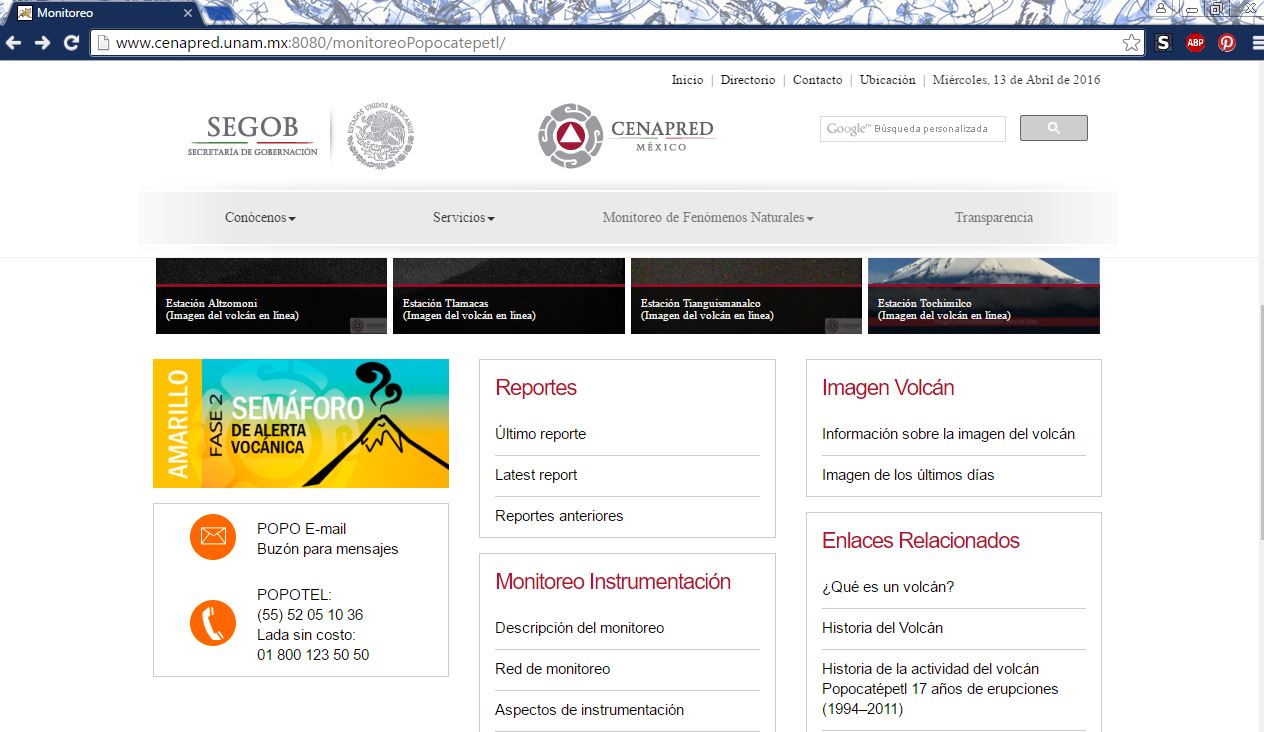 Monitoreo
www.cenapred.unam.mx:8080/monitoreoPopocatepetl/
S
ABP
Inicio | Directorio | Contacto | Ubicación | Miércoles, 13 de Abril de 2016
SEGOB
SECRETARÍA DE GOBERNACIÓN
ESTADOS UNIDOS MEXICANOS
CENAPRED
MÉXICO
Google™ Búsqueda personalizada
Conócenos
Servicios
Monitoreo de Fenómenos Naturales
Transparencia
Estación Altzomoni
(Imagen del volcán en línea)
Estación Tlamacas
(Imagen del volcán en línea)
Estación Tianguismanalco
(Imagen del volcán en línea)
Estación Tochimilco
(Imagen del volcán en línea)
AMARILLO
FASE 2
SEMÁFORO
DE ALERTA
VOCÁNICA
POPO E-mail
Buzón para mensajes
POPOTEL:
(55) 52 05 10 36
Lada sin costo:
01 800 123 50 50
Reportes
Último reporte
Latest report
Reportes anteriores
Monitoreo Instrumentación
Descripción del monitoreo
Red de monitoreo
Aspectos de instrumentación
Imagen Volcán
Información sobre la imagen del volcán
Imagen de los últimos días
Enlaces Relacionados
¿Qué es un volcán?
Historia del Volcán
Historia de la actividad del volcán
Popocatépetl 17 años de erupciones
(1994–2011)